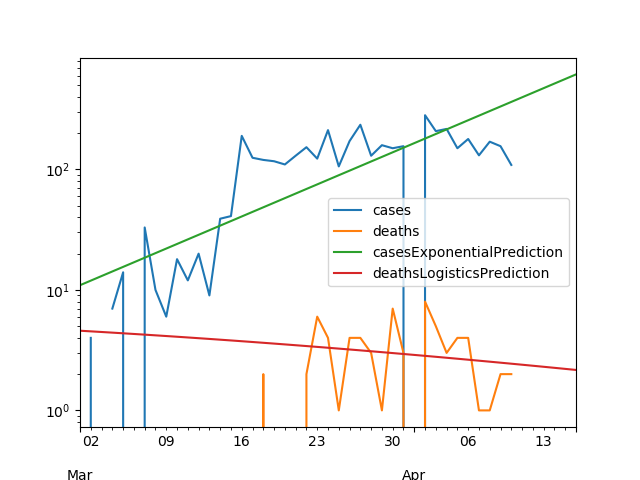 10²
10¹
10⁰
cases
deaths
casesExponentialPrediction
deathsLogisticsPrediction
02 09 16 23 30 06 13
Mar Apr